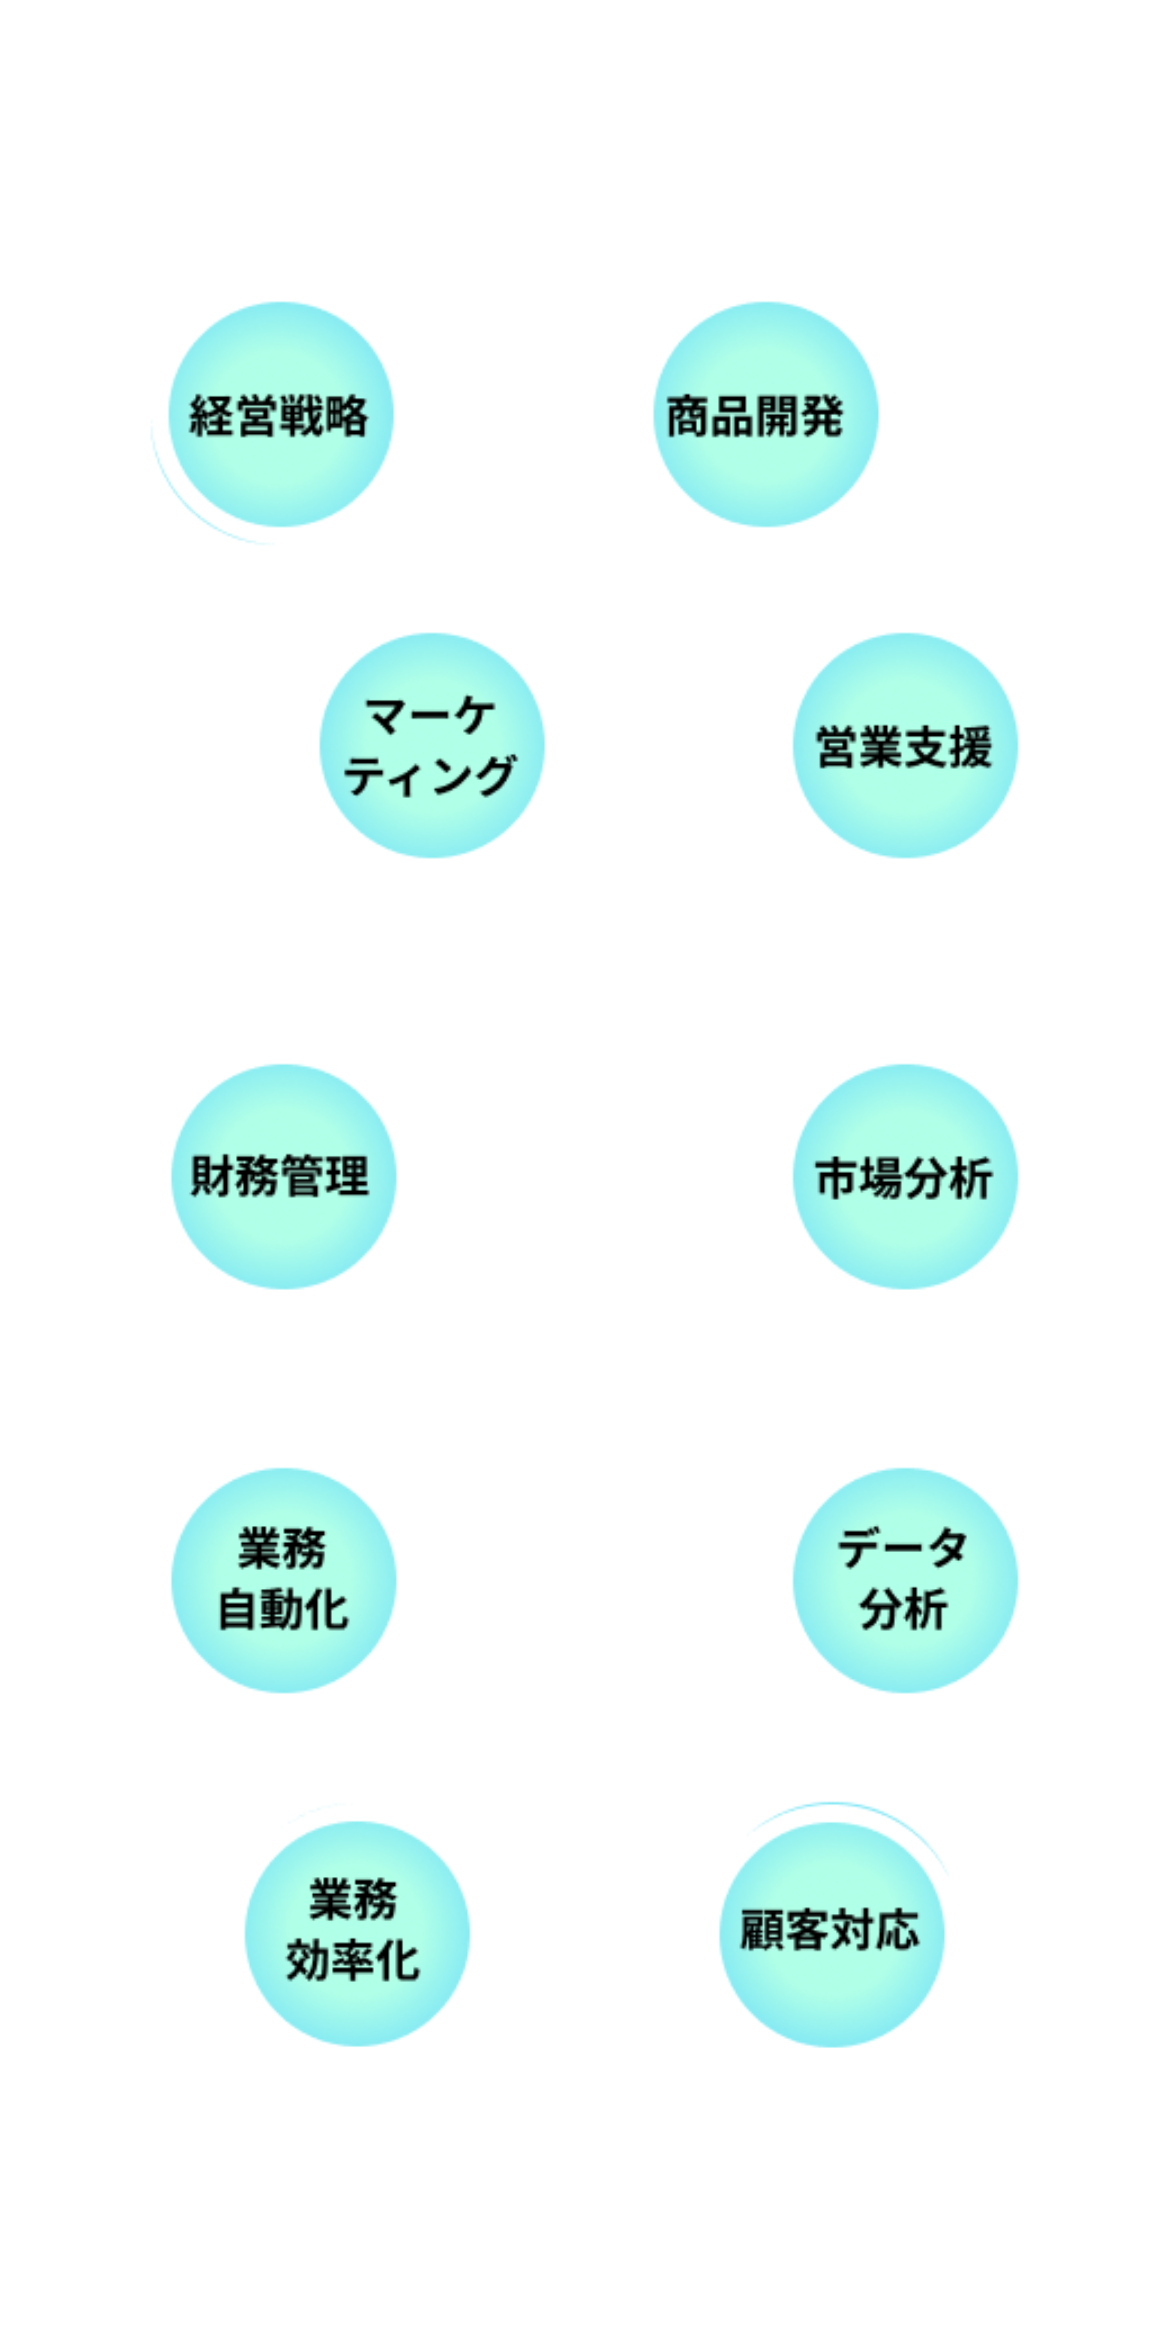 経営戦略
商品開発
マーケ
ティング
営業支援
財務管理
市場分析
業務
自動化
データ
分析
業務
効率化
顧客対応